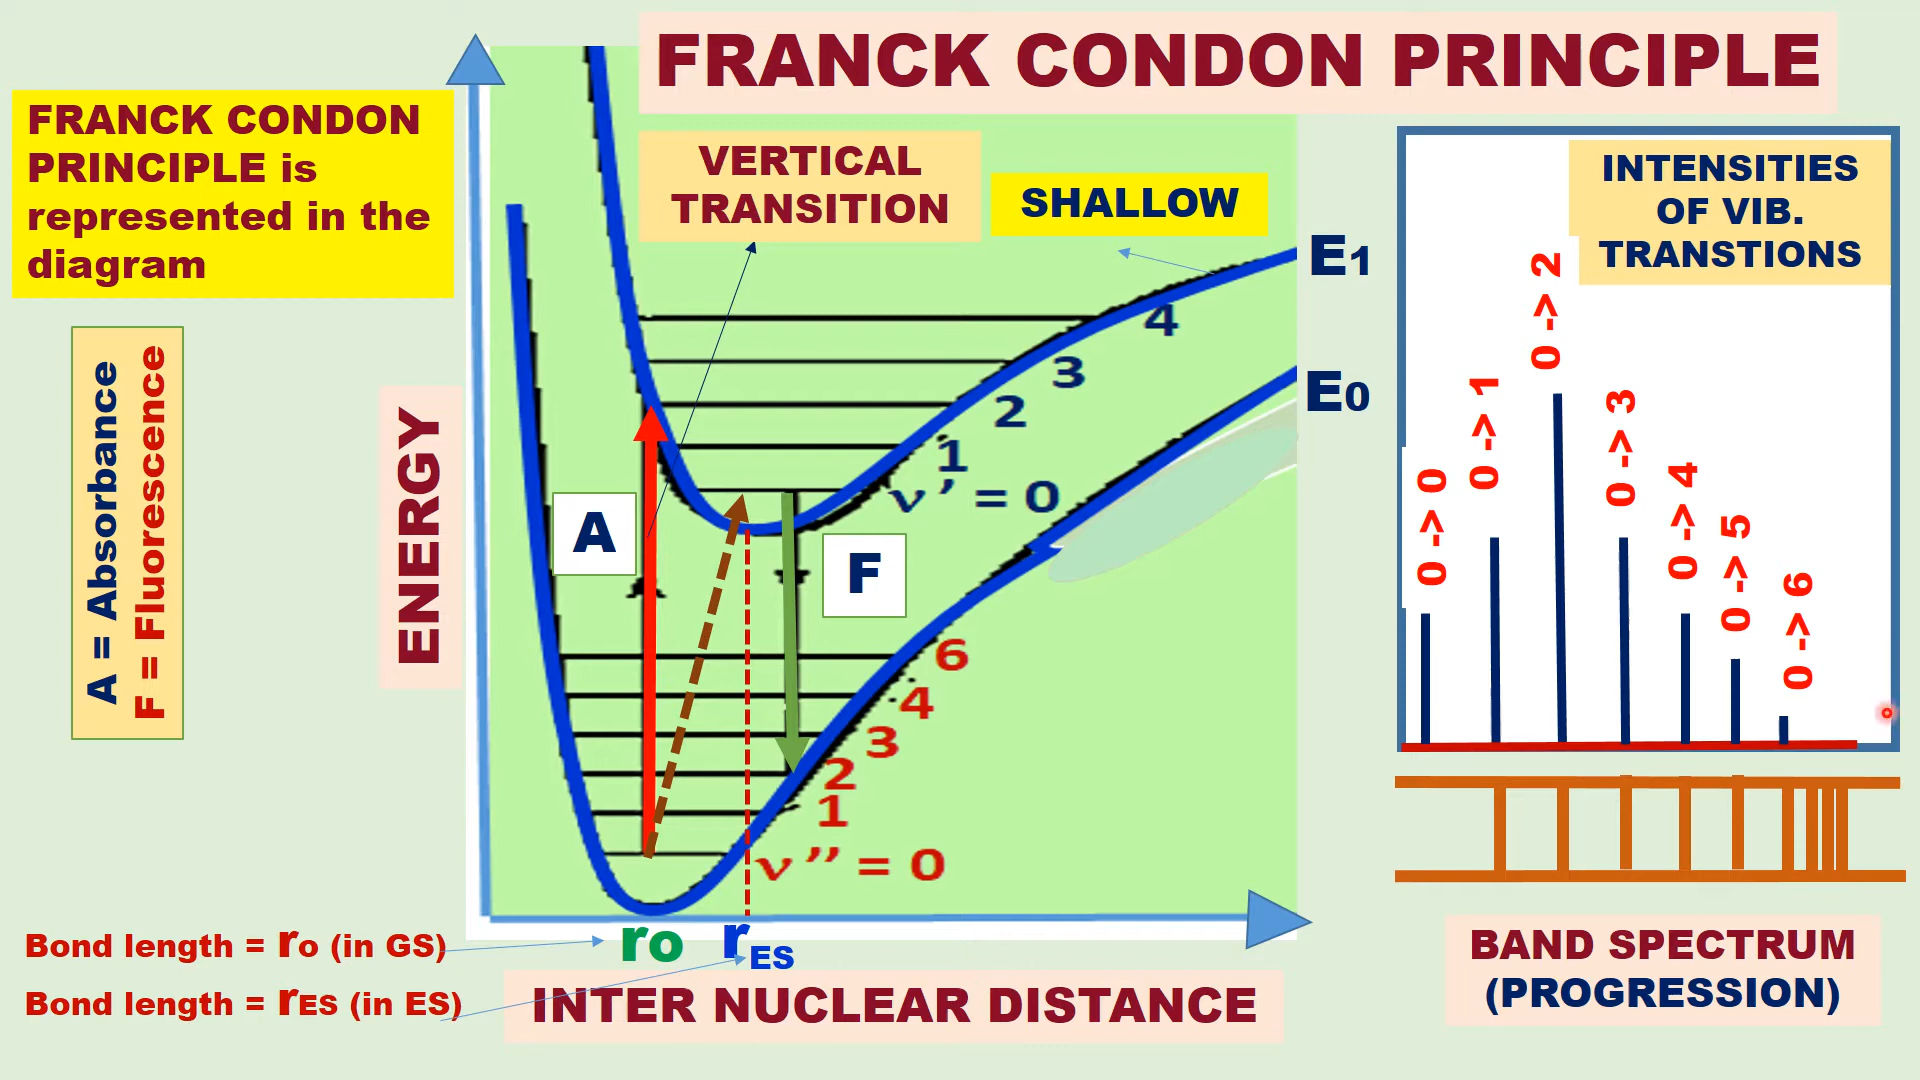 FRANCK CONDON PRINCIPLE
FRANCK CONDON
PRINCIPLE is
represented in the
diagram
A = Absorbance
F = Fluorescence
ENERGY
VERTICAL
TRANSITION
SHALLOW
E1
E0
4
3
2
1
ν’ = 0
A
F
6
4
3
2
1
ν’’ = 0
ro
rES
Bond length = ro (in GS)
Bond length = rES (in ES)
INTER NUCLEAR DISTANCE
INTENSITIES
OF VIB.
TRANSTIONS
0 -> 0
0 -> 1
0 -> 2
0 -> 3
0 -> 4
0 -> 5
0 -> 6
BAND SPECTRUM
(PROGRESSION)